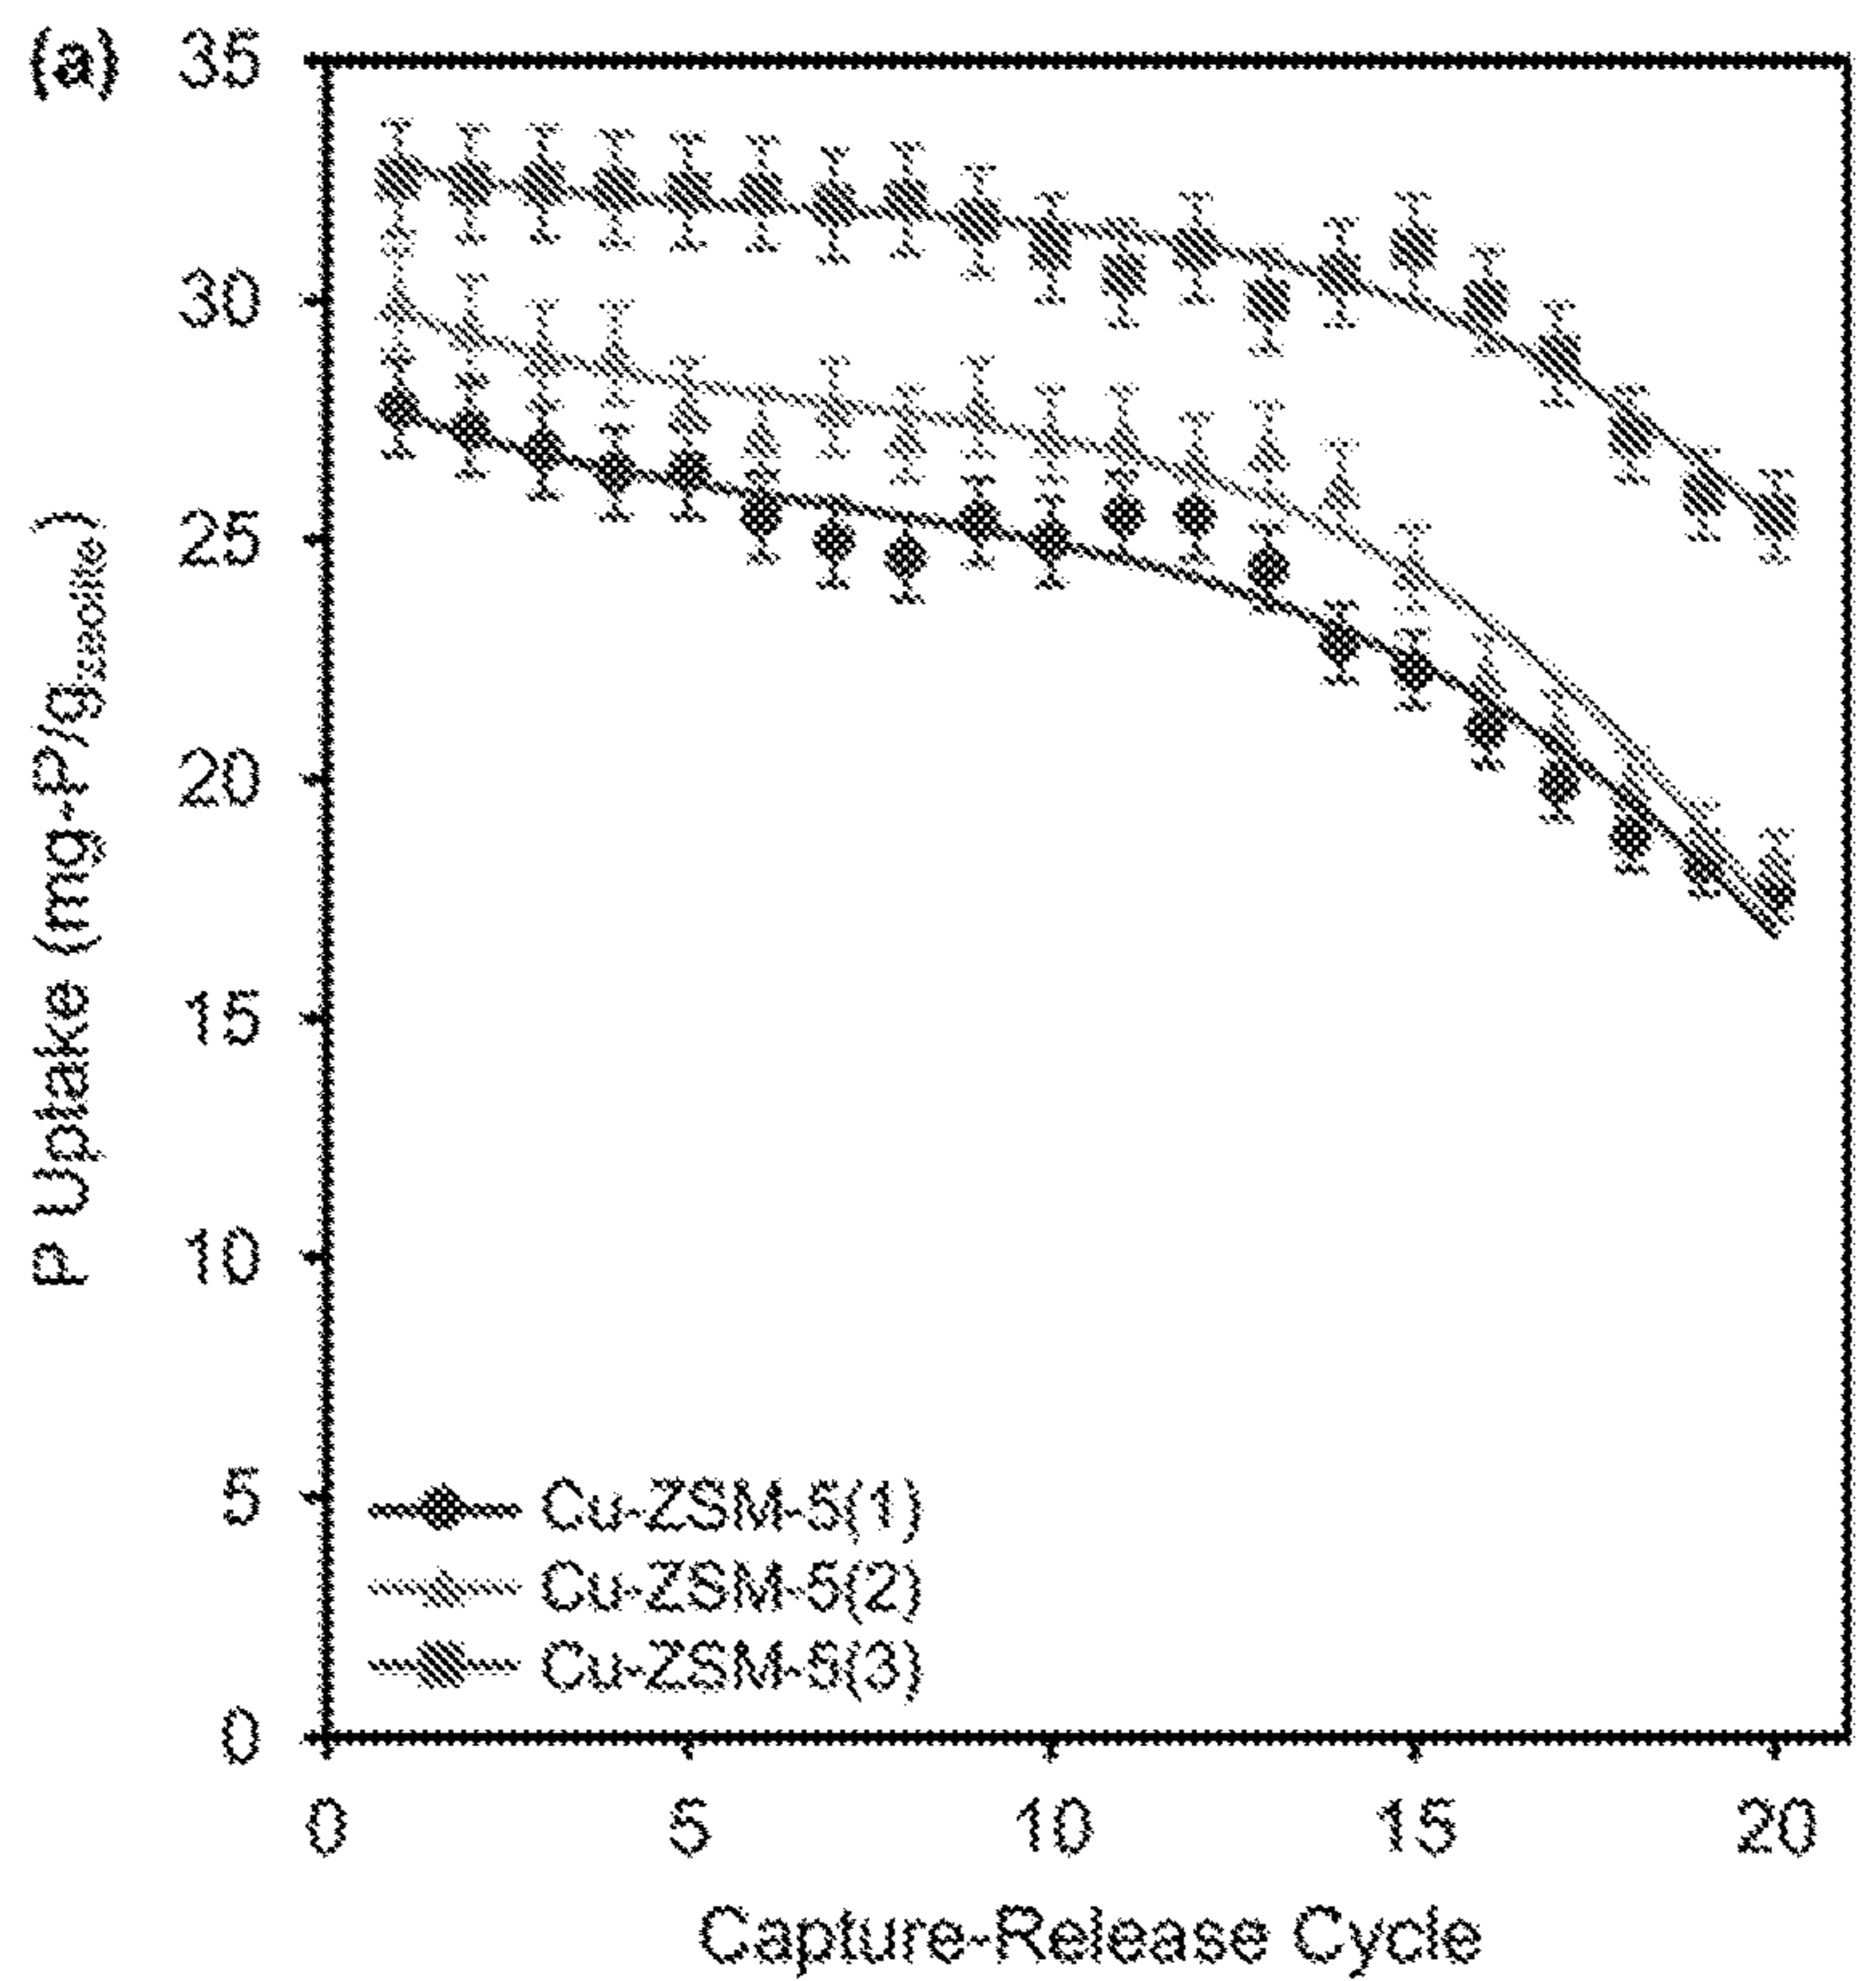 (a)
35
30
25
20
15
10
5
0
P Uptake (mg-P/g zeolite)
Cu-ZSM-5(1)
Cu-ZSM-5(2)
Cu-ZSM-5(3)
0 5 10 15 20
Capture-Release Cycle